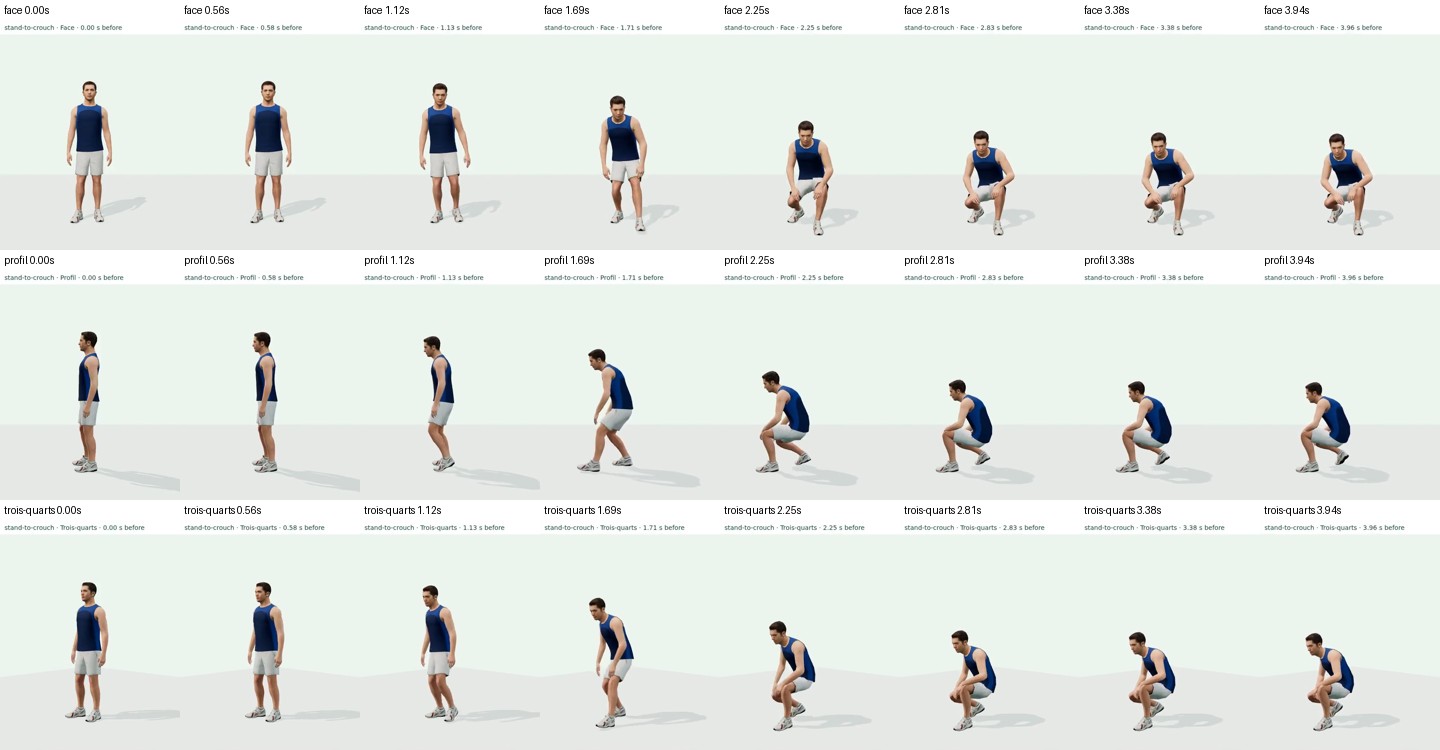 face 0.00s face 0.56s face 1.12s face 1.69s face 2.25s face 2.81s face 3.38s face 3.94s
stand-to-crouch · Face · 0.00 s before stand-to-crouch · Face · 0.58 s before stand-to-crouch · Face · 1.13 s before stand-to-crouch · Face · 1.71 s before stand-to-crouch · Face · 2.25 s before stand-to-crouch · Face · 2.83 s before stand-to-crouch · Face · 3.38 s before stand-to-crouch · Face · 3.96 s before
profil 0.00s profil 0.56s profil 1.12s profil 1.69s profil 2.25s profil 2.81s profil 3.38s profil 3.94s
stand-to-crouch · Profil · 0.00 s before stand-to-crouch · Profil · 0.58 s before stand-to-crouch · Profil · 1.13 s before stand-to-crouch · Profil · 1.71 s before stand-to-crouch · Profil · 2.25 s before stand-to-crouch · Profil · 2.83 s before stand-to-crouch · Profil · 3.38 s before stand-to-crouch · Profil · 3.96 s before
trois-quarts 0.00s trois-quarts 0.56s trois-quarts 1.12s trois-quarts 1.69s trois-quarts 2.25s trois-quarts 2.81s trois-quarts 3.38s trois-quarts 3.94s
stand-to-crouch · Trois-quarts · 0.00 s before stand-to-crouch · Trois-quarts · 0.58 s before stand-to-crouch · Trois-quarts · 1.13 s before stand-to-crouch · Trois-quarts · 1.71 s before stand-to-crouch · Trois-quarts · 2.25 s before stand-to-crouch · Trois-quarts · 2.83 s before stand-to-crouch · Trois-quarts · 3.38 s before stand-to-crouch · Trois-quarts · 3.96 s before